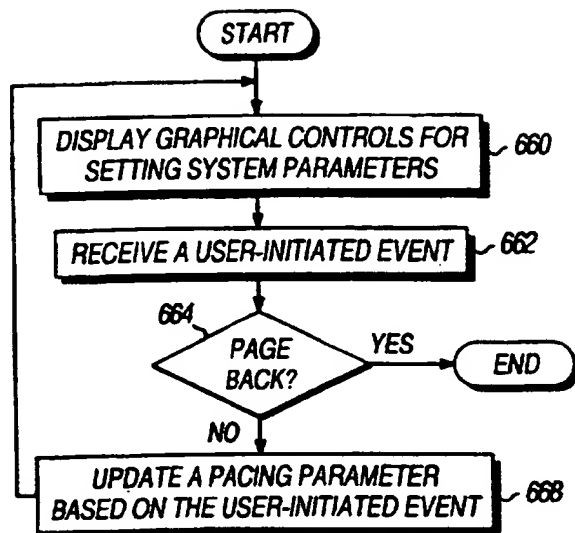 START
DISPLAY GRAPHICAL CONTROLS FOR
SETTING SYSTEM PARAMETERS
660
RECEIVE A USER-INITIATED EVENT
662
664
PAGE
BACK?
YES
END
NO
UPDATE A PACING PARAMETER
BASED ON THE USER-INITIATED EVENT
668